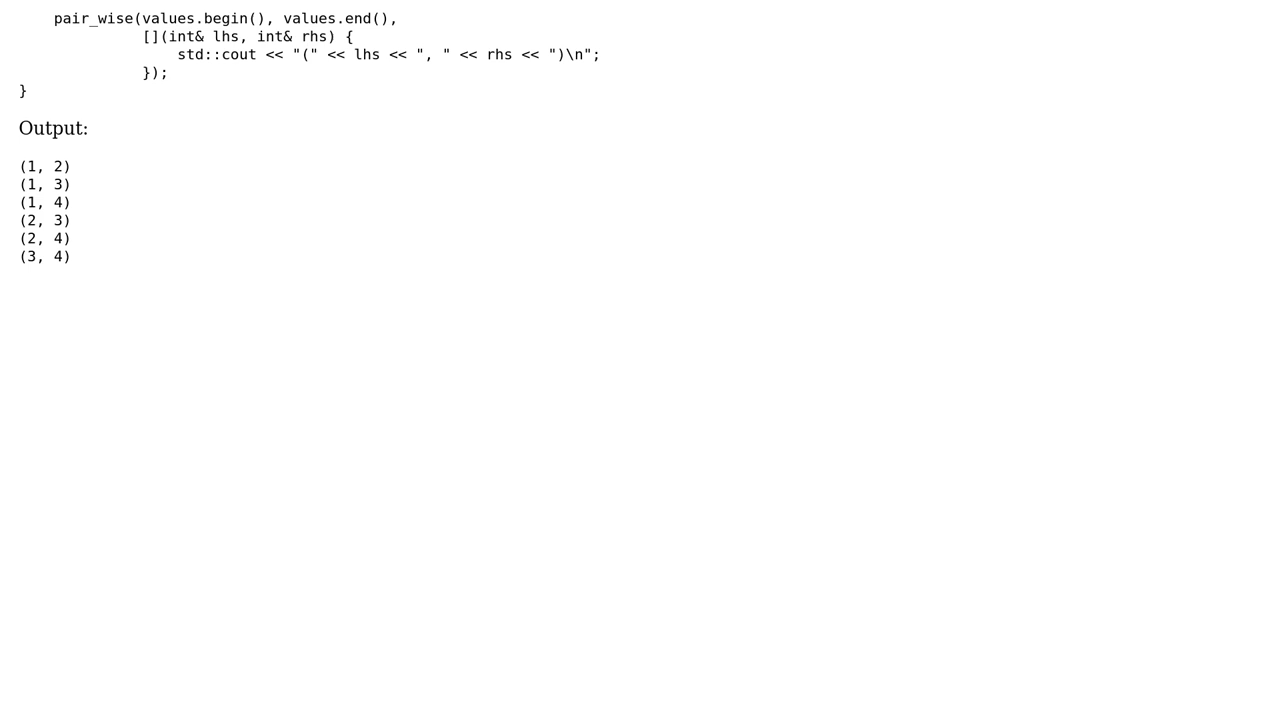 pair_wise(values.begin(), values.end(),
              [](int& lhs, int& rhs) {
                  std::cout << "(" << lhs << ", " << rhs << ")\n";
              });
}
Output:
(1, 2)
(1, 3)
(1, 4)
(2, 3)
(2, 4)
(3, 4)